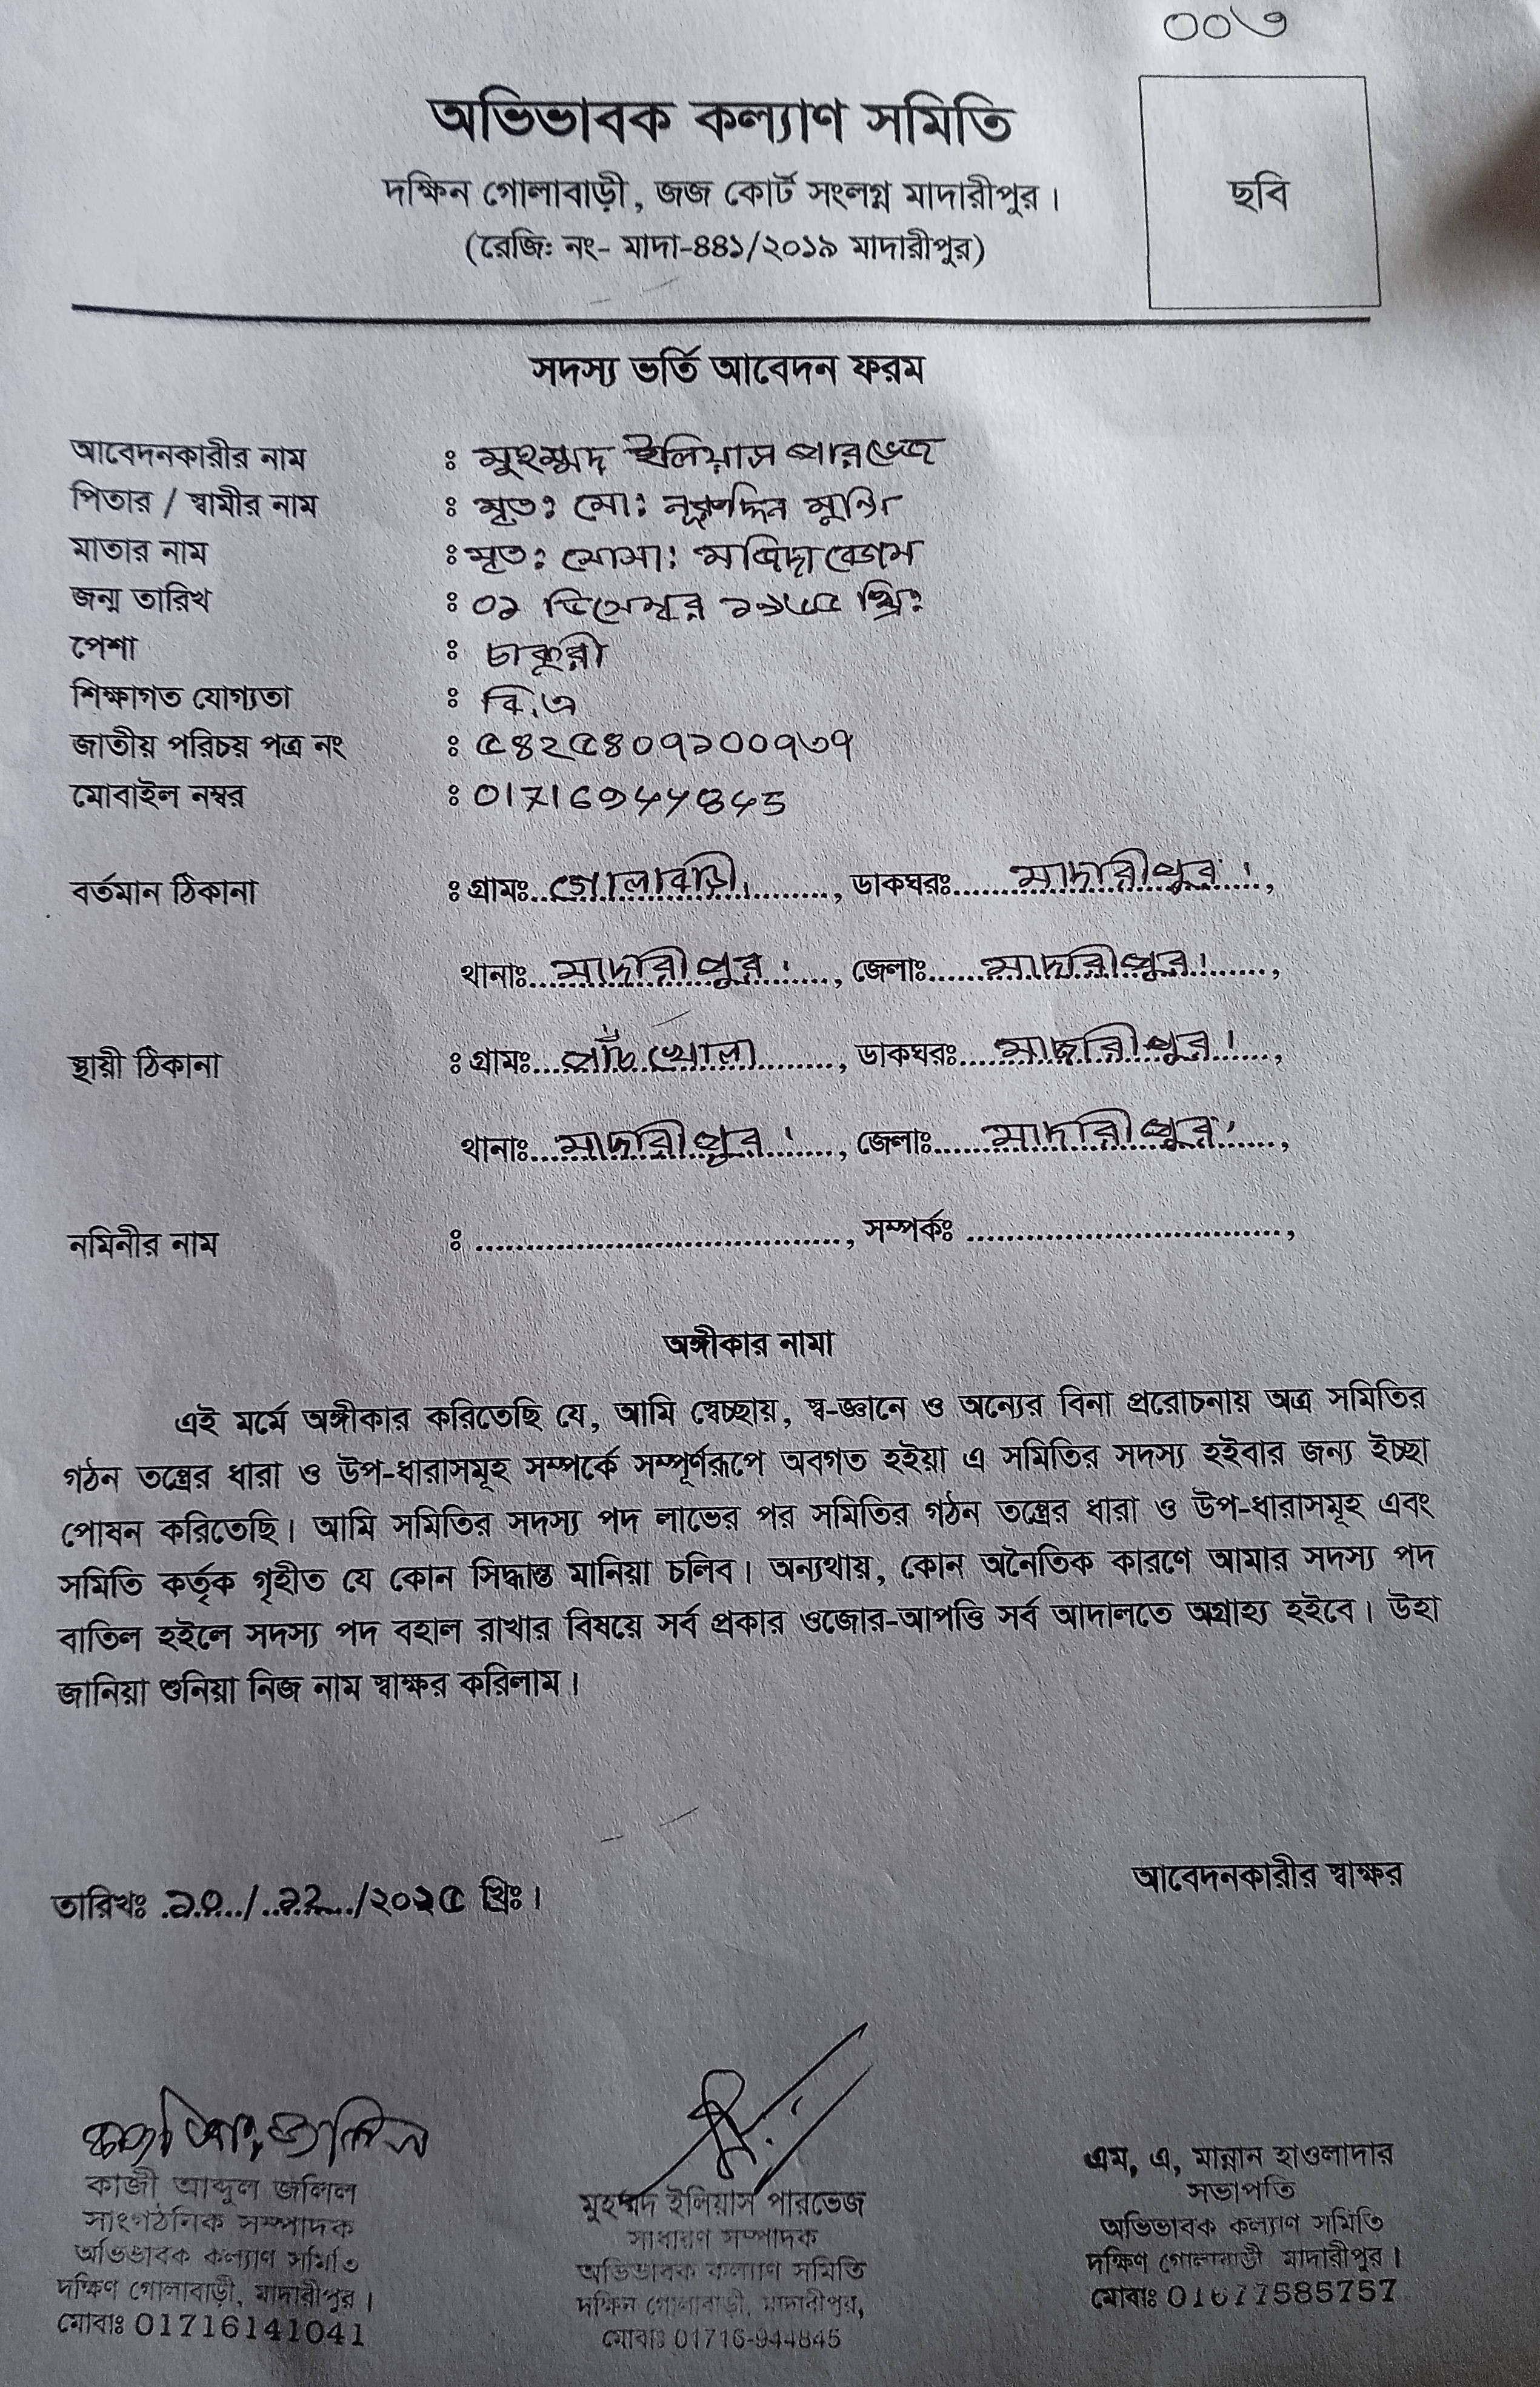 ০০৩
অভিভাবক কল্যাণ সমিতি
দক্ষিন গোলাবাড়ী, জজ কোর্ট সংলগ্ন মাদারীপুর।
(রেজিঃ নং- মাদা-৪৪১/২০১৯ মাদারীপুর)
ছবি
সদস্য ভর্তি আবেদন ফরম
আবেদনকারীর নাম : মুহম্মদ ইলিয়াস পারভেজ
পিতার / স্বামীর নাম : মৃত: মো: নূরুদ্দিন মুন্সি
মাতার নাম : মৃত: মোসা: মাজিদা বেগম
জন্ম তারিখ : ০১ ডিসেম্বর ১৯৬৫ খ্রি:
পেশা : চাকুরী
শিক্ষাগত যোগ্যতা : বি.এ
জাতীয় পরিচয় পত্র নং : ৫৪২৫৪০৭১০০৭৩৭
মোবাইল নম্বর : 01716944845
বর্তমান ঠিকানা : গ্রামঃ গোলাবাড়ী, ডাকঘরঃ মাদারীপুর।,
থানাঃ মাদারীপুর।, জেলাঃ মাদারীপুর।,
স্থায়ী ঠিকানা : গ্রামঃ পাঁচখোলা, ডাকঘরঃ মাদারীপুর।,
থানাঃ মাদারীপুর।, জেলাঃ মাদারীপুর।,
নমিনীর নাম : ...................................., সম্পর্কঃ ................................,
অঙ্গীকার নামা
এই মর্মে অঙ্গীকার করিতেছি যে, আমি স্বেচ্ছায়, স্ব-জ্ঞানে ও অন্যের বিনা প্ররোচনায় অত্র সমিতির
গঠন তন্ত্রের ধারা ও উপ-ধারাসমূহ সম্পর্কে সম্পূর্ণরূপে অবগত হইয়া এ সমিতির সদস্য হইবার জন্য ইচ্ছা
পোষন করিতেছি। আমি সমিতির সদস্য পদ লাভের পর সমিতির গঠন তন্ত্রের ধারা ও উপ-ধারাসমূহ এবং
সমিতি কর্তৃক গৃহীত যে কোন সিদ্ধান্ত মানিয়া চলিব। অন্যথায়, কোন অনৈতিক কারণে আমার সদস্য পদ
বাতিল হইলে সদস্য পদ বহাল রাখার বিষয়ে সর্ব প্রকার ওজোর-আপত্তি সর্ব আদালতে অগ্রাহ্য হইবে। উহা
জানিয়া শুনিয়া নিজ নাম স্বাক্ষর করিলাম।
আবেদনকারীর স্বাক্ষর
তারিখঃ ১০/১২/২০২৫ খ্রিঃ।
কাজী আব্দুল জলিল
কাজী আব্দুল জলিল
সাংগঠনিক সম্পাদক
অভিভাবক কল্যাণ সমিতি
দক্ষিণ গোলাবাড়ী, মাদারীপুর।
মোবাঃ 01716141041
মুহম্মদ ইলিয়াস পারভেজ
সাধারণ সম্পাদক
অভিভাবক কল্যাণ সমিতি
দক্ষিন গোলাবাড়ী, মাদারীপুর,
মোবাঃ 01716-944845
এম, এ, মান্নান হাওলাদার
সভাপতি
অভিভাবক কল্যাণ সমিতি
দক্ষিণ গোলাবাড়ী মাদারীপুর।
মোবাঃ 01677585757